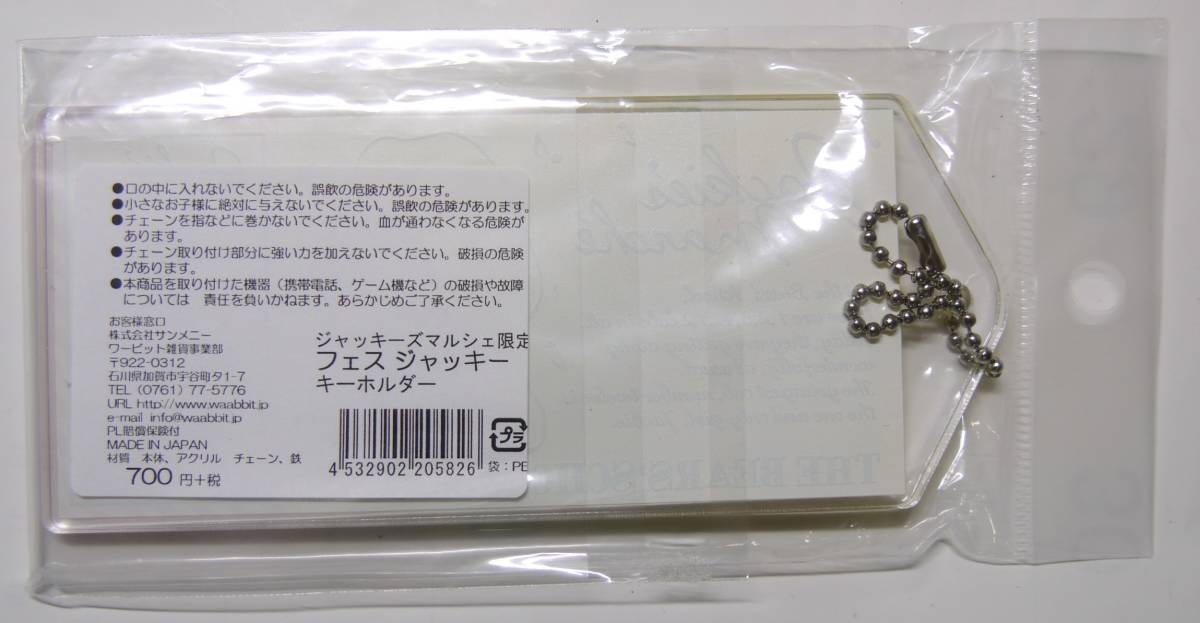 ●口の中に入れないでください。誤飲の危険があります。
●小さなお子様に絶対に与えないでください。誤飲の危険があります。
●チェーンを指などに巻かないでください。血が通わなくなる危険が
あります。
●チェーン取り付け部分に強い力を加えないでください。破損の危険
があります。
●本商品を取り付けた機器（携帯電話、ゲーム機など）の破損や故障
については 責任を負いかねます。あらかじめご了承ください。
お客様窓口
株式会社サンメニー
ワービット雑貨事業部
〒922-0312
石川県加賀市宇谷町タ1-7
TEL (0761) 77-5776
URL http://www.waabbit.jp
e-mail info@waabbit.jp
PL賠償保険付
MADE IN JAPAN
材質 本体、アクリル チェーン、鉄
700 円+税
ジャッキーズマルシェ限定
フェス ジャッキー
キーホルダー
4 532902 205826
プラ
袋：PE